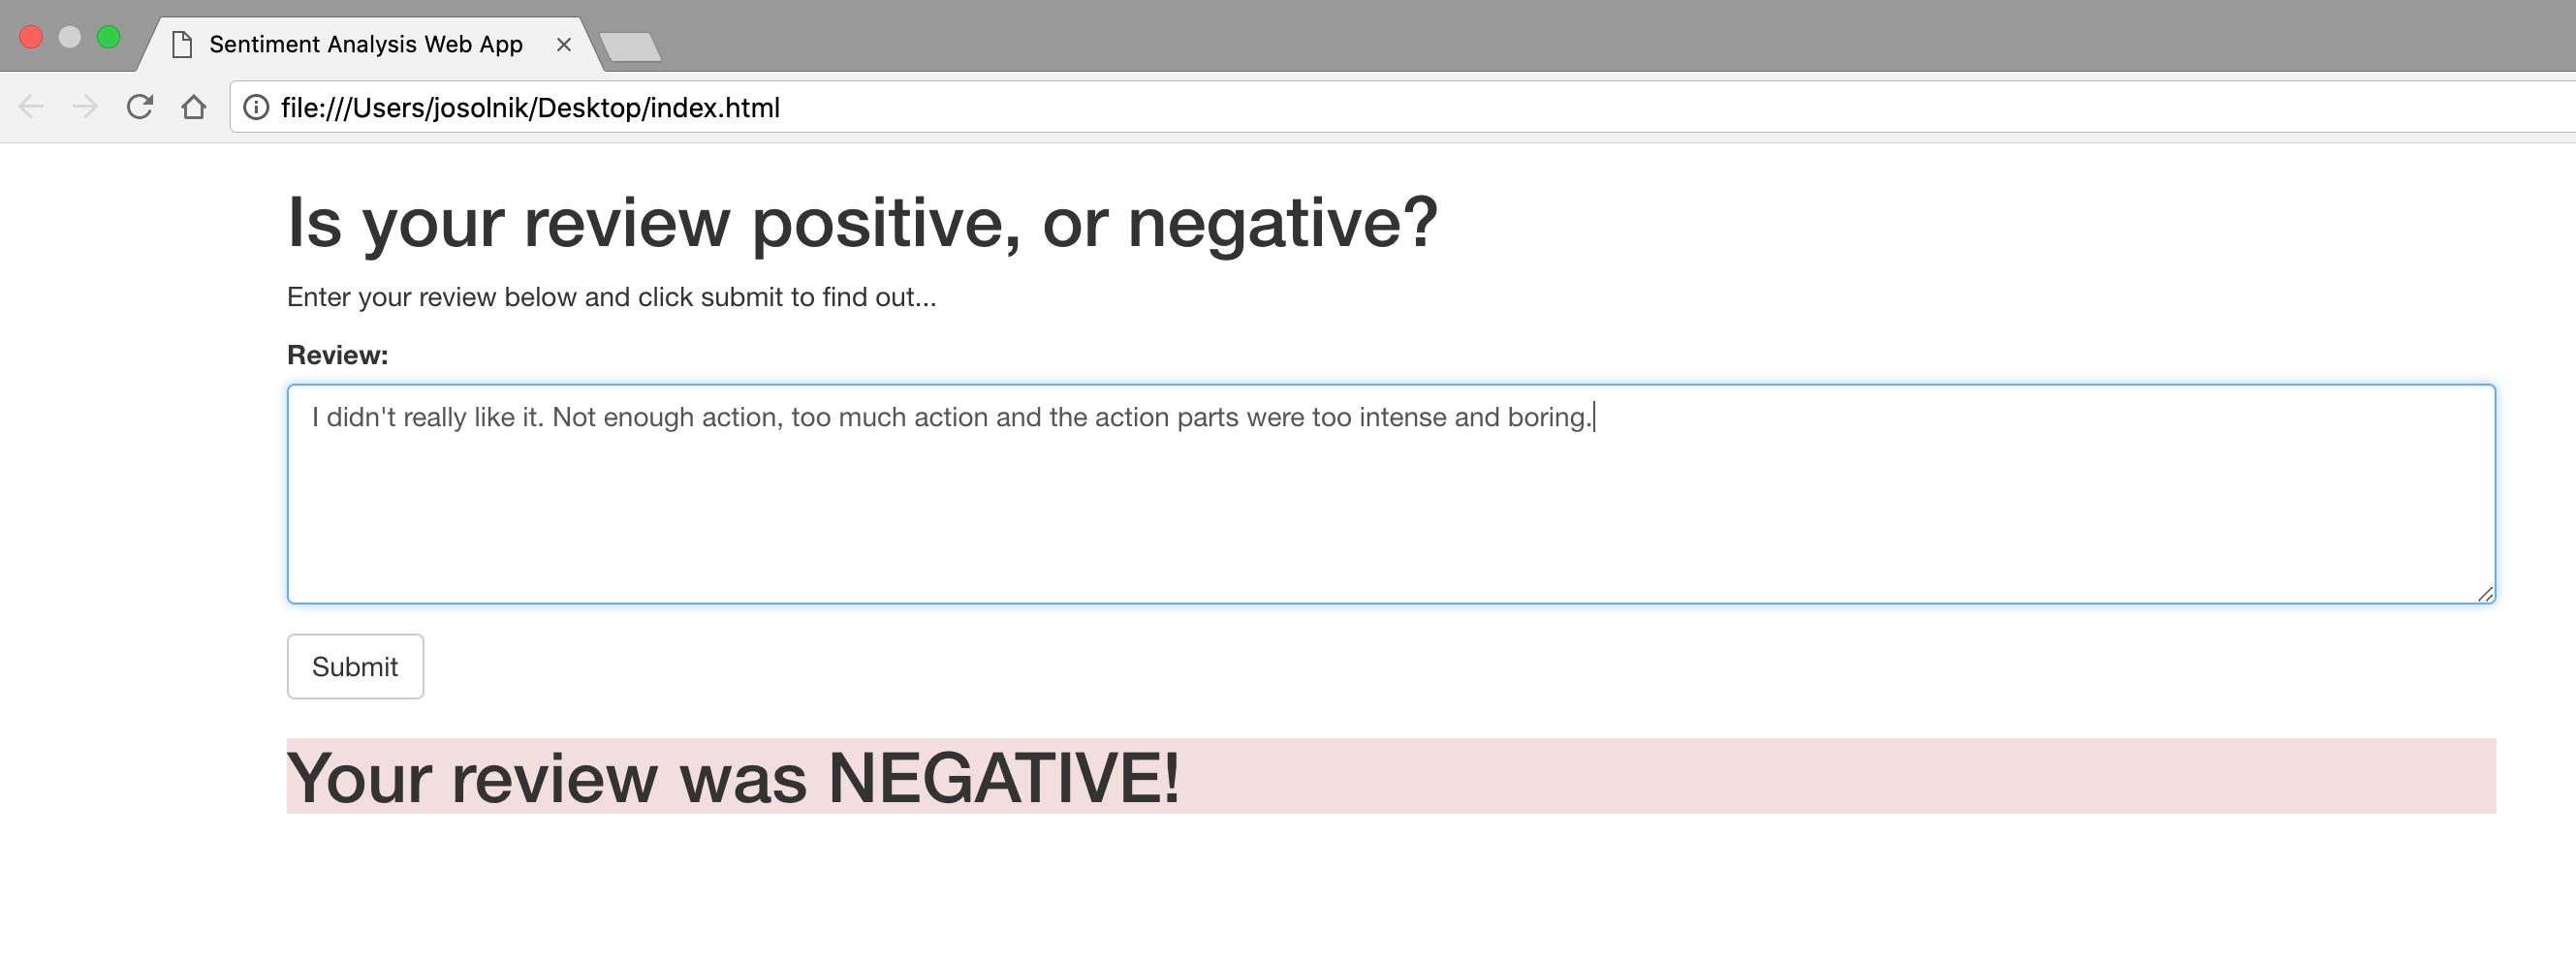 Sentiment Analysis Web App
file:///Users/josolnik/Desktop/index.html
Is your review positive, or negative?
Enter your review below and click submit to find out...
Review:
I didn't really like it. Not enough action, too much action and the action parts were too intense and boring.
Submit
Your review was NEGATIVE!